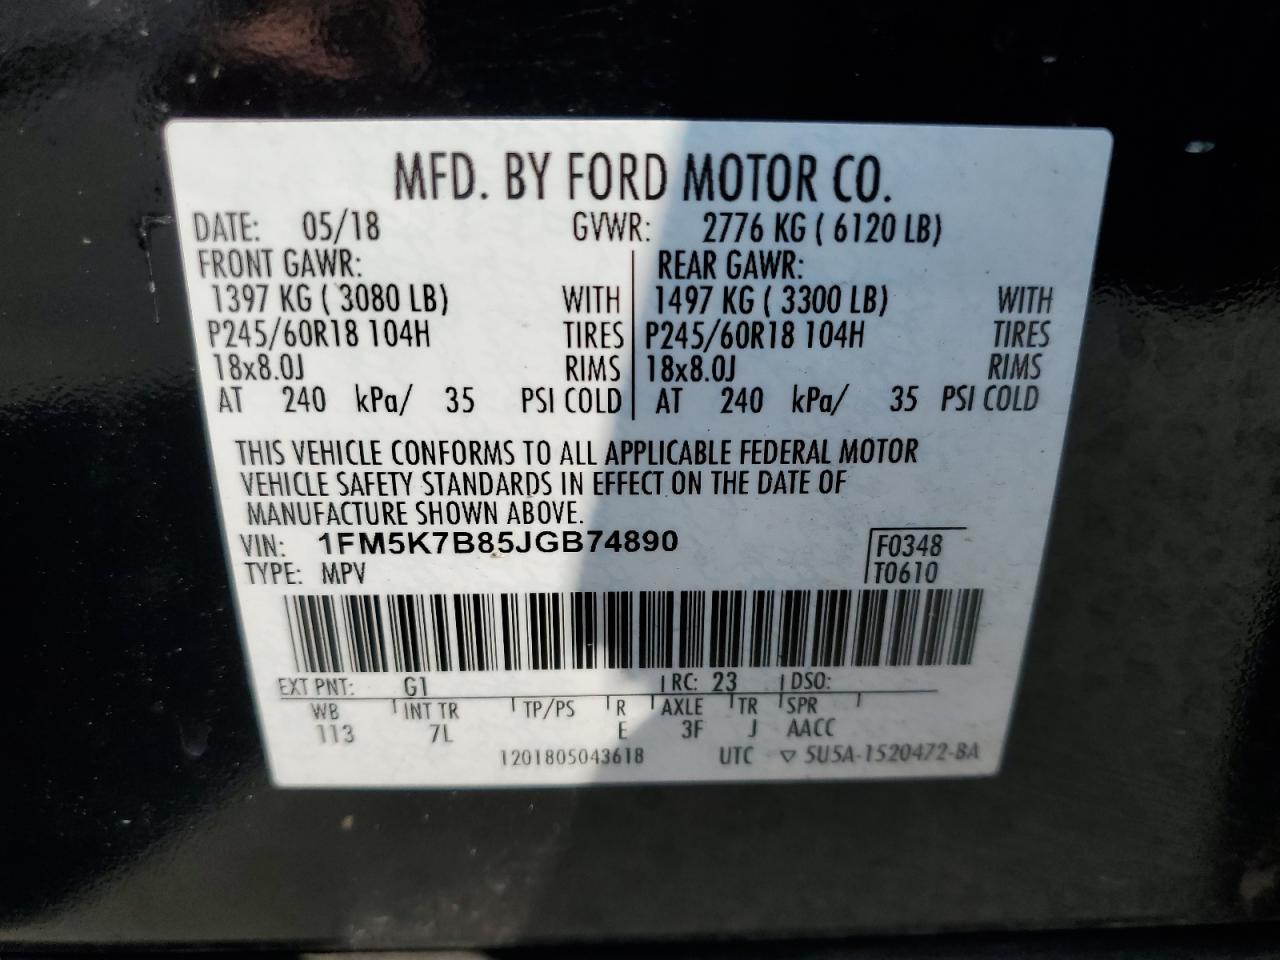 MFD. BY FORD MOTOR CO.
DATE: 05/18 GVWR: 2776 KG ( 6120 LB)
FRONT GAWR: REAR GAWR:
1397 KG ( 3080 LB) WITH 1497 KG ( 3300 LB) WITH
P245/60R18 104H TIRES P245/60R18 104H TIRES
18x8.0J RIMS 18x8.0J RIMS
AT 240 kPa/ 35 PSI COLD AT 240 kPa/ 35 PSI COLD
THIS VEHICLE CONFORMS TO ALL APPLICABLE FEDERAL MOTOR
VEHICLE SAFETY STANDARDS IN EFFECT ON THE DATE OF
MANUFACTURE SHOWN ABOVE.
VIN: 1FM5K7B85JGB74890 F0348
TYPE: MPV T0610
EXT PNT: G1 RC: 23 DSO:
WB INT TR TP/PS R AXLE TR SPR
113 7L E 3F J AACC
1201805043618 UTC ▽ 5U5A-1520472-BA